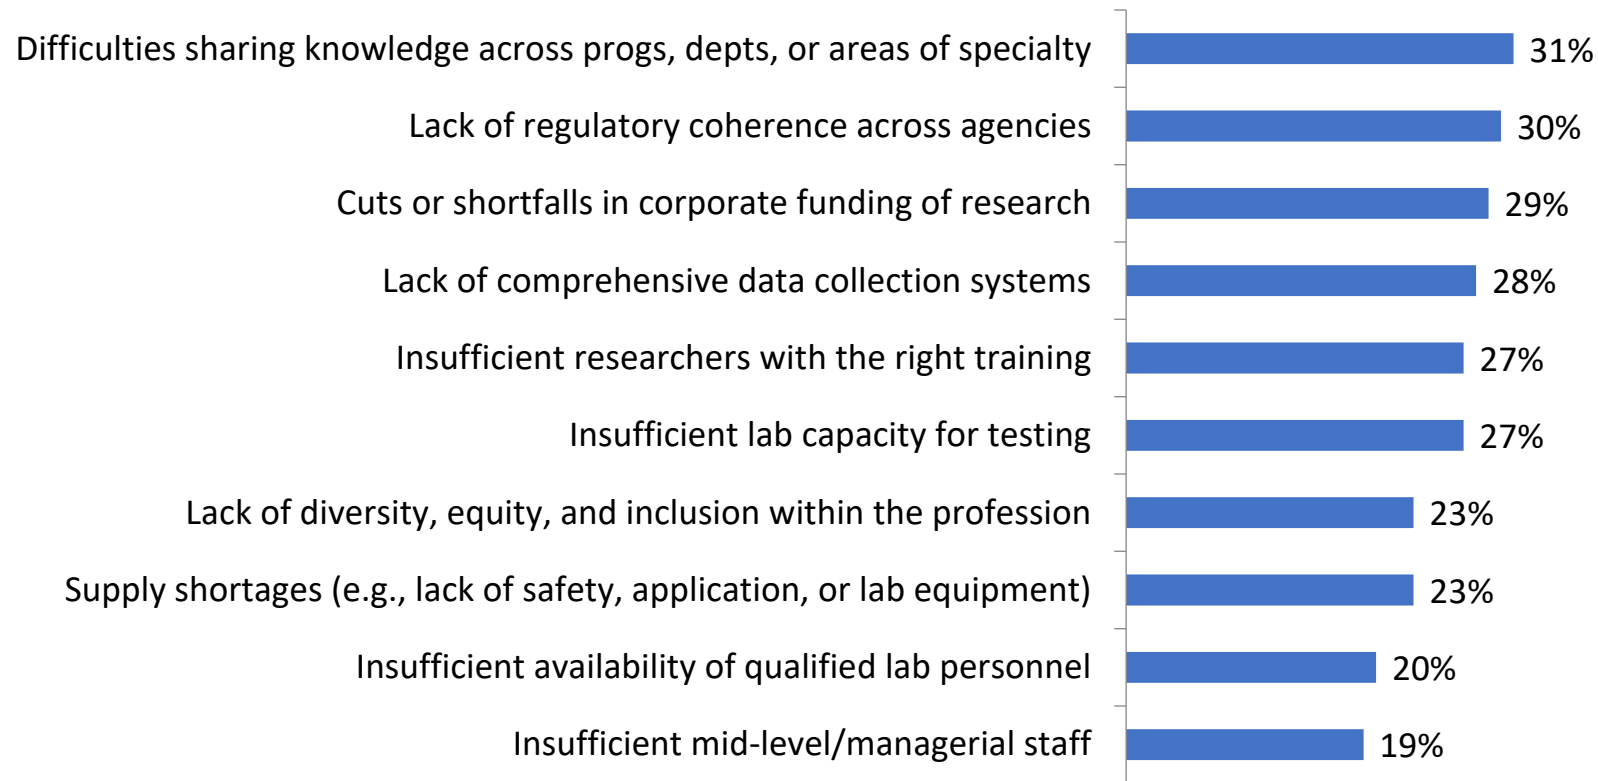 Difficulties sharing knowledge across progs, depts, or areas of specialty 31%
Lack of regulatory coherence across agencies 30%
Cuts or shortfalls in corporate funding of research 29%
Lack of comprehensive data collection systems 28%
Insufficient researchers with the right training 27%
Insufficient lab capacity for testing 27%
Lack of diversity, equity, and inclusion within the profession 23%
Supply shortages (e.g., lack of safety, application, or lab equipment) 23%
Insufficient availability of qualified lab personnel 20%
Insufficient mid-level/managerial staff 19%